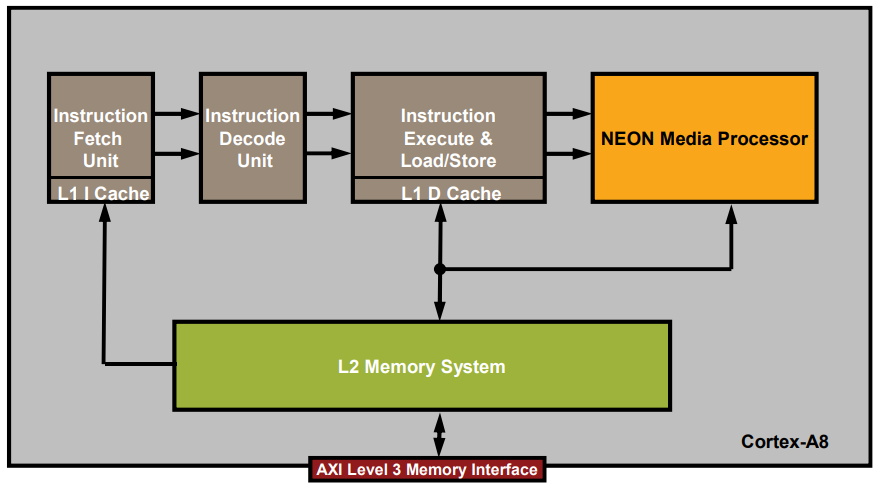 Instruction
Fetch
Unit
L1 I Cache
Instruction
Decode
Unit
Instruction
Execute &
Load/Store
L1 D Cache
NEON Media Processor
L2 Memory System
Cortex-A8
AXI Level 3 Memory Interface